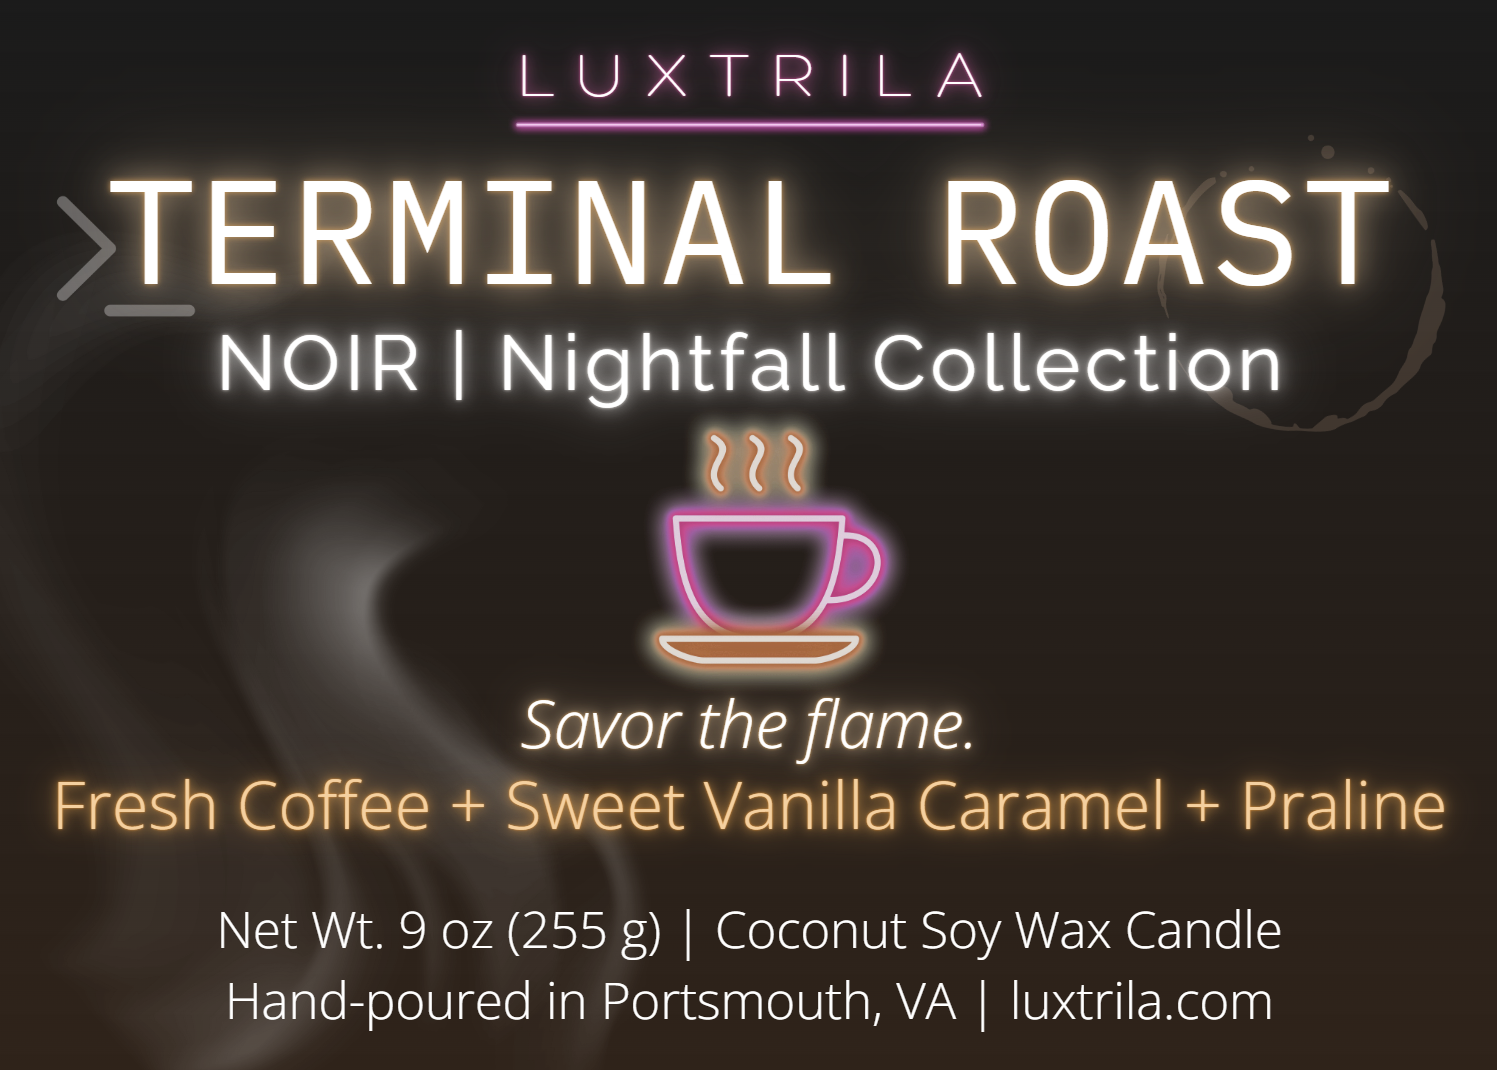 LUXTRILA
>_
TERMINAL ROAST
NOIR | Nightfall Collection
Savor the flame.
Fresh Coffee + Sweet Vanilla Caramel + Praline
Net Wt. 9 oz (255 g) | Coconut Soy Wax Candle
Hand-poured in Portsmouth, VA | luxtrila.com